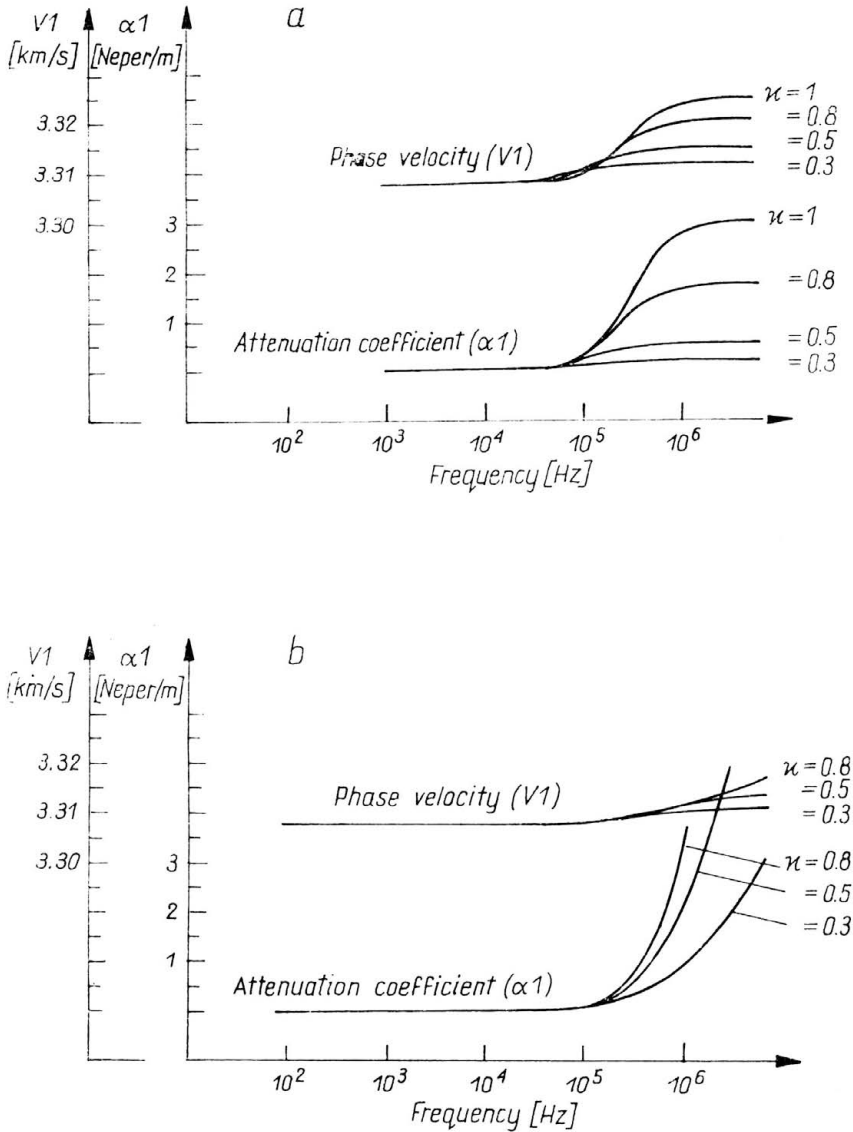 a
V1
[km/s]
α1
[Neper/m]
3.32
3.31
3.30
3
2
1
Phase velocity (V1)
ϰ=1
=0.8
=0.5
=0.3
ϰ=1
=0.8
=0.5
=0.3
Attenuation coefficient (α1)
10² 10³ 10⁴ 10⁵ 10⁶
Frequency [Hz]
b
V1
[km/s]
α1
[Neper/m]
3.32
3.31
3.30
3
2
1
Phase velocity (V1)
ϰ=0.8
=0.5
=0.3
ϰ=0.8
=0.5
=0.3
Attenuation coefficient (α1)
10² 10³ 10⁴ 10⁵ 10⁶
Frequency [Hz]